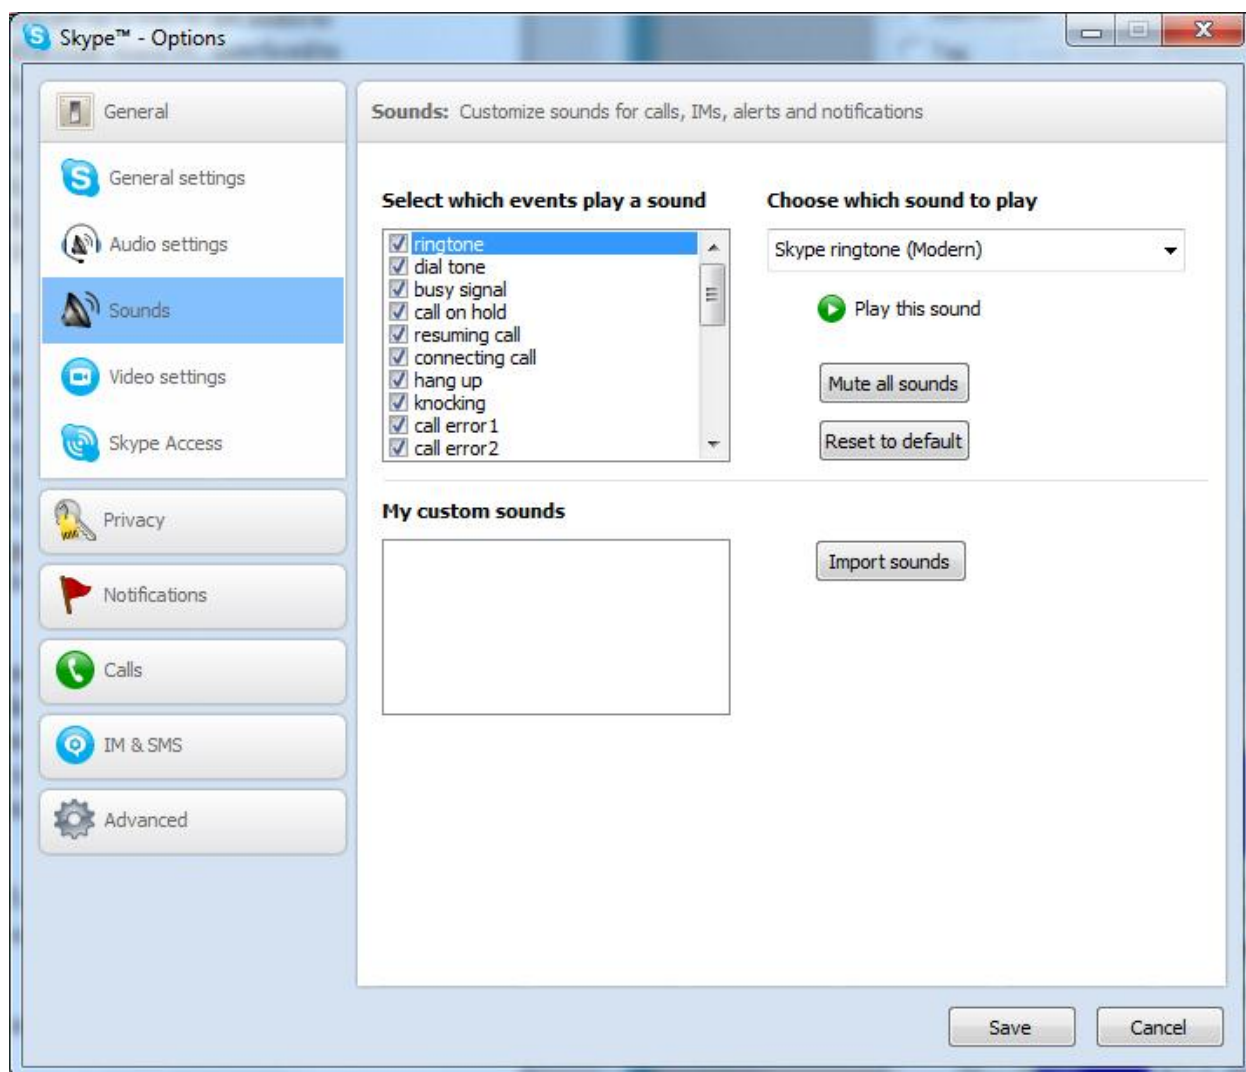 Skype™ - Options
General
General settings
Audio settings
Sounds
Video settings
Skype Access
Privacy
Notifications
Calls
IM & SMS
Advanced
Sounds: Customize sounds for calls, IMs, alerts and notifications
Select which events play a sound
ringtone
dial tone
busy signal
call on hold
resuming call
connecting call
hang up
knocking
call error1
call error2
Choose which sound to play
Skype ringtone (Modern)
Play this sound
Mute all sounds
Reset to default
My custom sounds
Import sounds
Save
Cancel